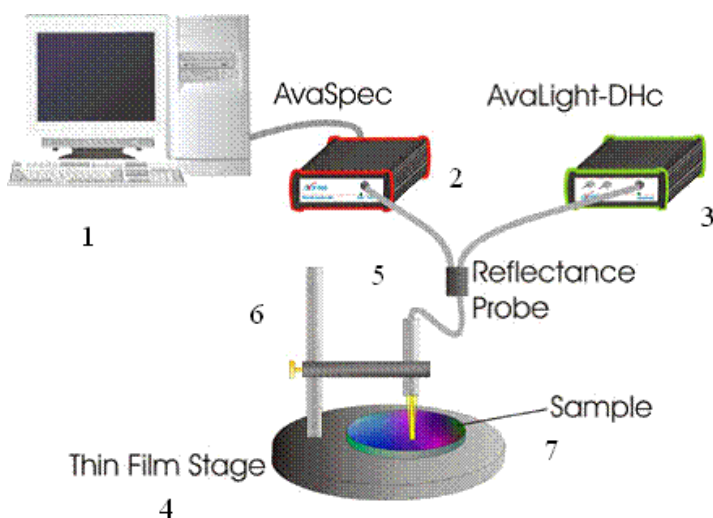 AvaSpec
AvaLight-DHc
2
3
1
5
Reflectance
Probe
6
Sample
7
Thin Film Stage
4